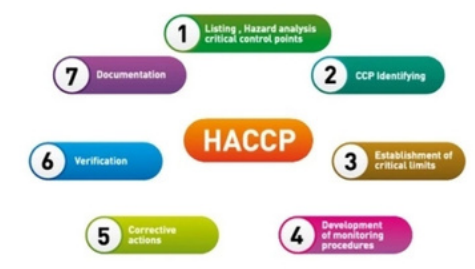 1 Listing , Hazard analysis
critical control points
2 CCP Identifying
3 Establishment of
critical limits
4 Development
of monitoring
procedures
5 Corrective
actions
6 Verification
7 Documentation
HACCP